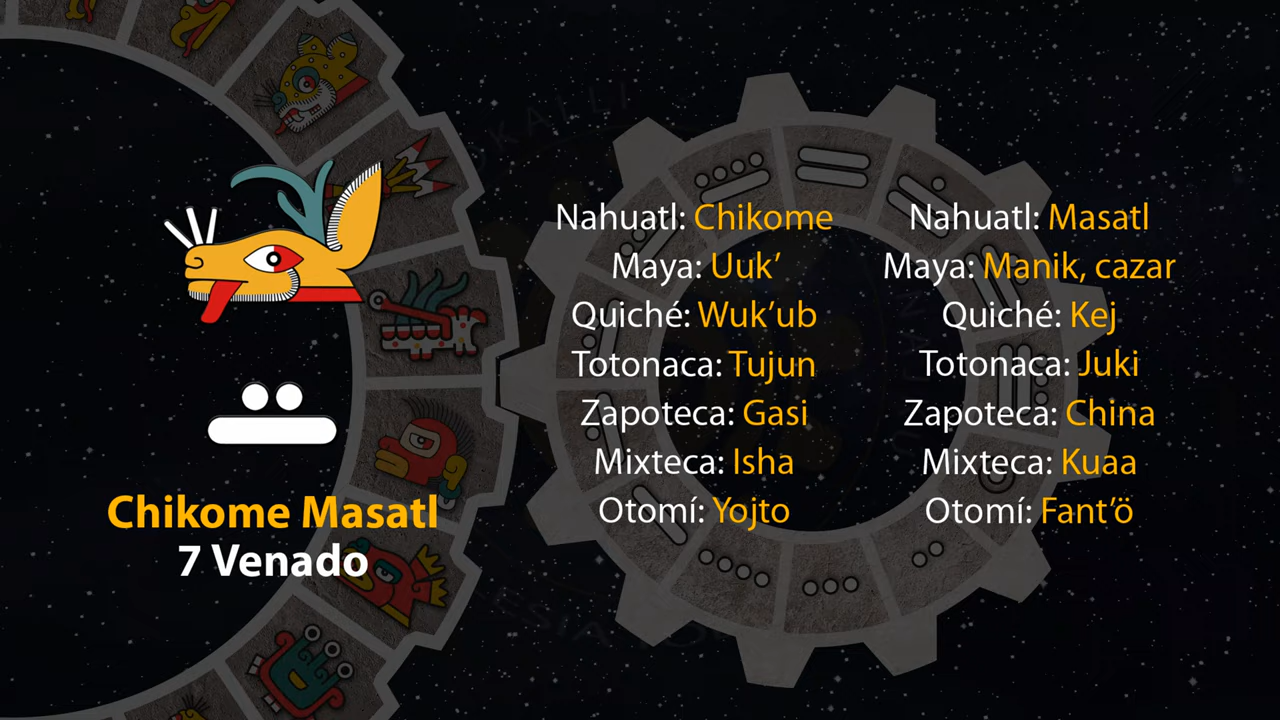 Chikome Masatl
7 Venado
Nahuatl: Chikome
Maya: Uuk’
Quiché: Wuk’ub
Totonaca: Tujun
Zapoteca: Gasi
Mixteca: Isha
Otomí: Yojto
Nahuatl: Masatl
Maya: Manik, cazar
Quiché: Kej
Totonaca: Juki
Zapoteca: China
Mixteca: Kuaa
Otomí: Fant’ö